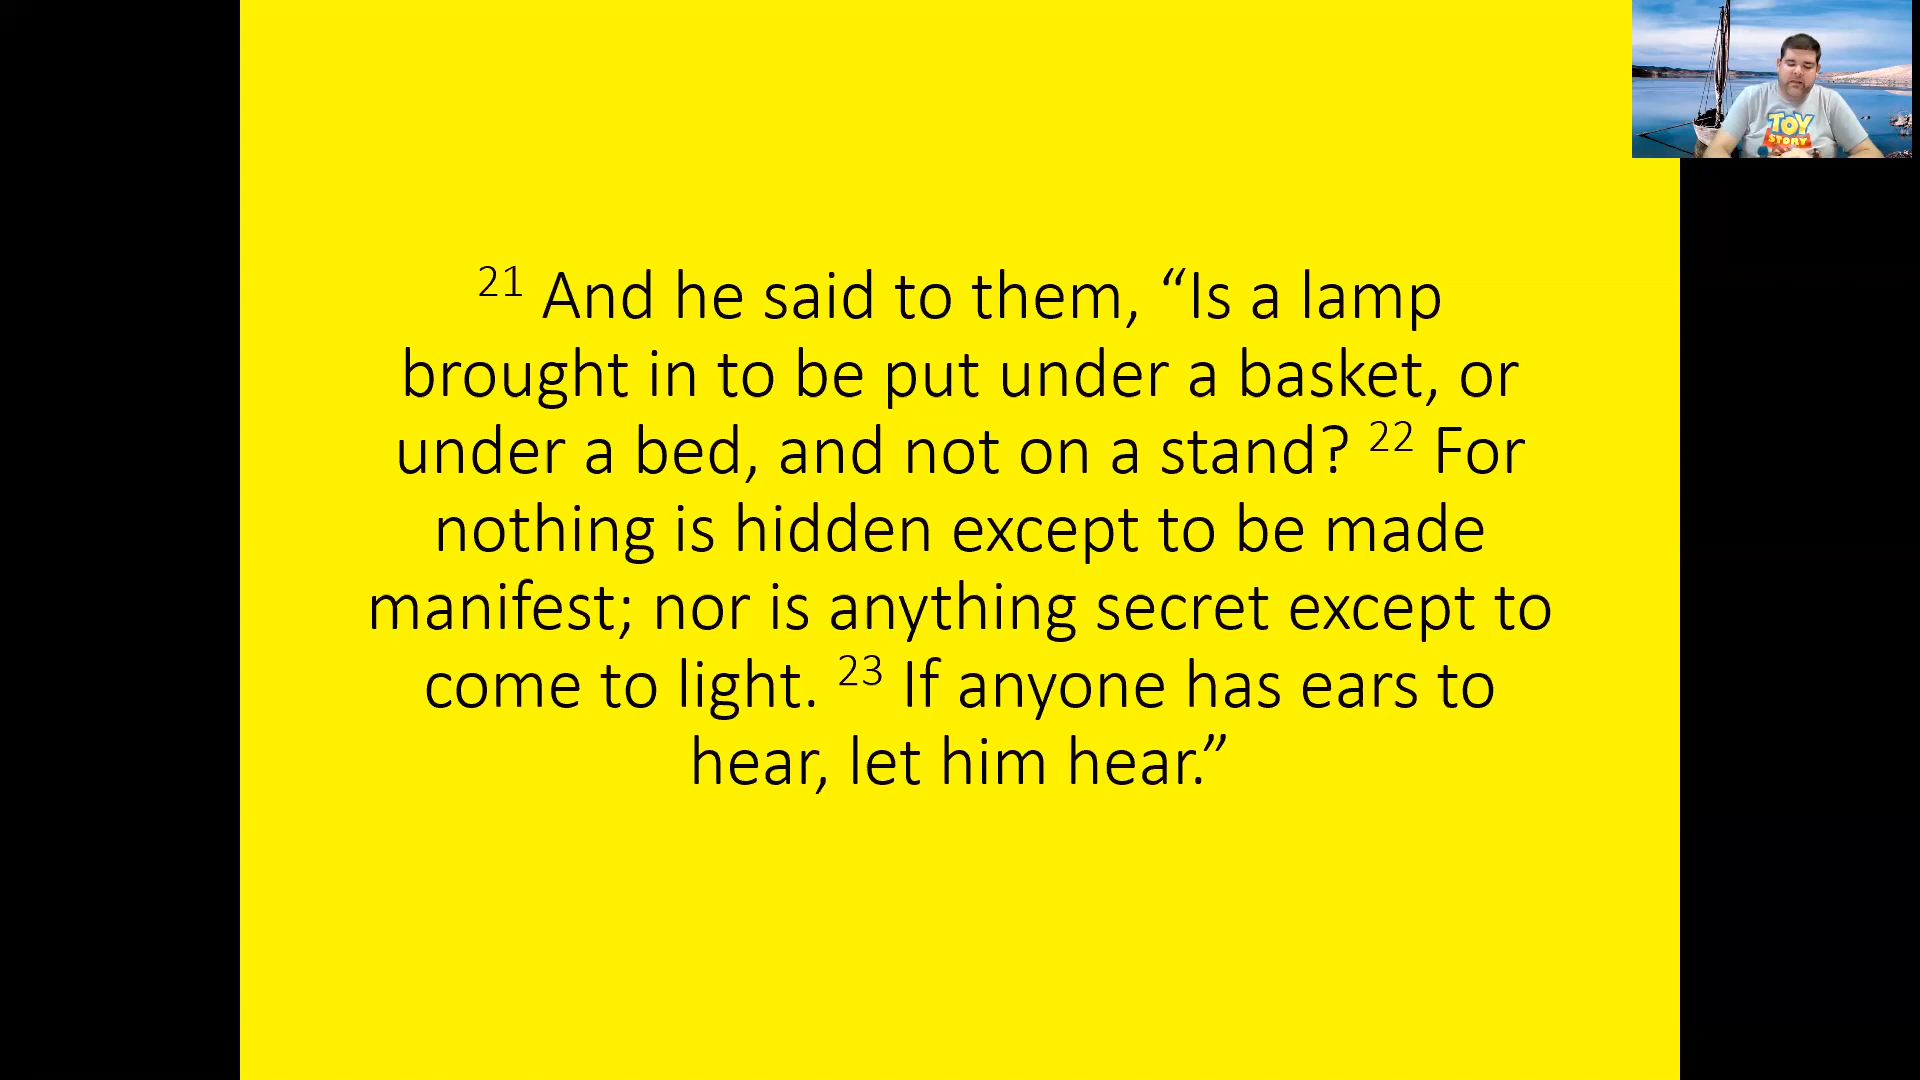 21 And he said to them, “Is a lamp
brought in to be put under a basket, or
under a bed, and not on a stand? 22 For
nothing is hidden except to be made
manifest; nor is anything secret except to
come to light. 23 If anyone has ears to
hear, let him hear.”
TOY
STORY